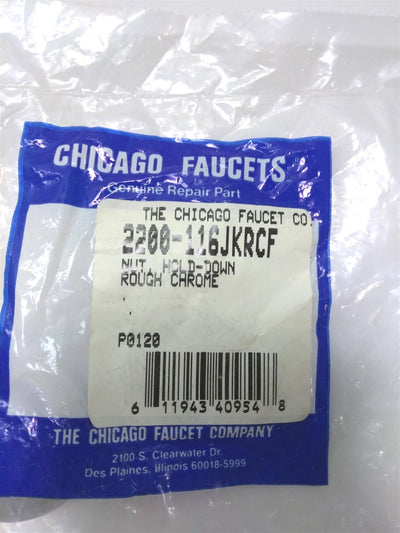 CHICAGO FAUCETS
Genuine Repair Part
THE CHICAGO FAUCET CO.
2200-116JKRCF
NUT, HOLD-DOWN
ROUGH CHROME
P0120
6 11943 40954 8
THE CHICAGO FAUCET COMPANY
2100 S. Clearwater Dr.
Des Plaines, Illinois 60018-5999